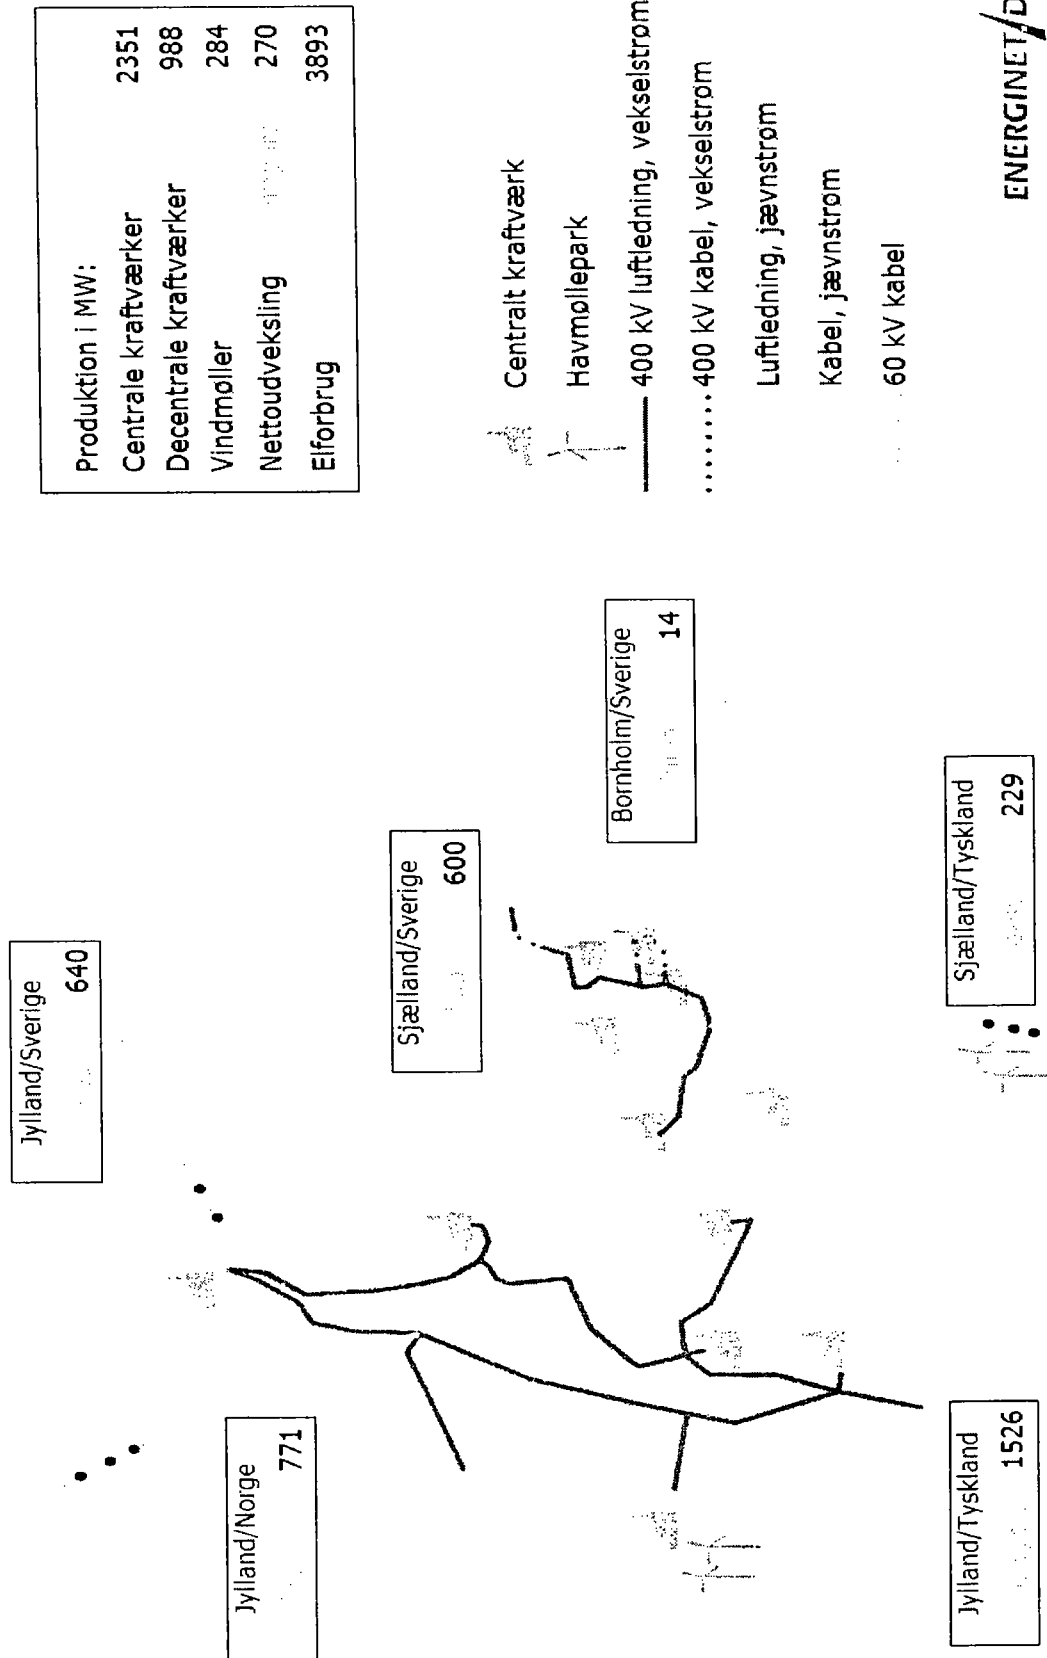 Produktion i MW:
Centrale kraftværker 2351
Decentrale kraftværker 988
Vindmøller 284
Nettoudveksling 270
Elforbrug 3893
Centralt kraftværk
Havmøllepark
400 kV luftledning, vekselstrøm
400 kV kabel, vekselstrøm
Luftledning, jævnstrøm
Kabel, jævnstrøm
60 kV kabel
Jylland/Sverige
640
Jylland/Norge
771
Sjælland/Sverige
600
Bornholm/Sverige
14
Sjælland/Tyskland
229
Jylland/Tyskland
1526
ENERGINET/D